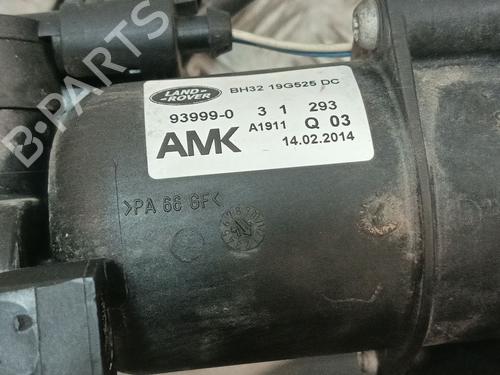 B-PARTS
LAND
ROVER
BH32 19G525 DC
93999-0 3 1 293
AMK A1911 Q 03
14.02.2014
>PA 66 GF<